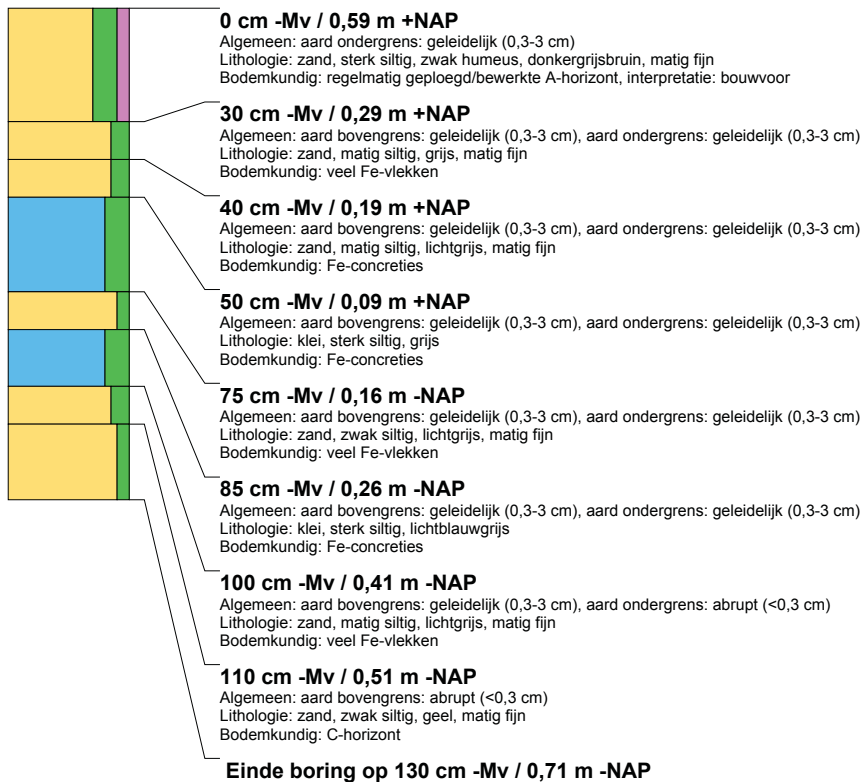 0 cm -Mv / 0,59 m +NAP
Algemeen: aard ondergrens: geleidelijk (0,3-3 cm)
Lithologie: zand, sterk siltig, zwak humeus, donkergrijsbruin, matig fijn
Bodemkundig: regelmatig geploegd/bewerkte A-horizont, interpretatie: bouwvoor
30 cm -Mv / 0,29 m +NAP
Algemeen: aard bovengrens: geleidelijk (0,3-3 cm), aard ondergrens: geleidelijk (0,3-3 cm)
Lithologie: zand, matig siltig, grijs, matig fijn
Bodemkundig: veel Fe-vlekken
40 cm -Mv / 0,19 m +NAP
Algemeen: aard bovengrens: geleidelijk (0,3-3 cm), aard ondergrens: geleidelijk (0,3-3 cm)
Lithologie: zand, matig siltig, lichtgrijs, matig fijn
Bodemkundig: Fe-concreties
50 cm -Mv / 0,09 m +NAP
Algemeen: aard bovengrens: geleidelijk (0,3-3 cm), aard ondergrens: geleidelijk (0,3-3 cm)
Lithologie: klei, sterk siltig, grijs
Bodemkundig: Fe-concreties
75 cm -Mv / 0,16 m -NAP
Algemeen: aard bovengrens: geleidelijk (0,3-3 cm), aard ondergrens: geleidelijk (0,3-3 cm)
Lithologie: zand, zwak siltig, lichtgrijs, matig fijn
Bodemkundig: veel Fe-vlekken
85 cm -Mv / 0,26 m -NAP
Algemeen: aard bovengrens: geleidelijk (0,3-3 cm), aard ondergrens: geleidelijk (0,3-3 cm)
Lithologie: klei, sterk siltig, lichtblauwgrijs
Bodemkundig: Fe-concreties
100 cm -Mv / 0,41 m -NAP
Algemeen: aard bovengrens: geleidelijk (0,3-3 cm), aard ondergrens: abrupt (<0,3 cm)
Lithologie: zand, matig siltig, lichtgrijs, matig fijn
Bodemkundig: veel Fe-vlekken
110 cm -Mv / 0,51 m -NAP
Algemeen: aard bovengrens: abrupt (<0,3 cm)
Lithologie: zand, zwak siltig, geel, matig fijn
Bodemkundig: C-horizont
Einde boring op 130 cm -Mv / 0,71 m -NAP